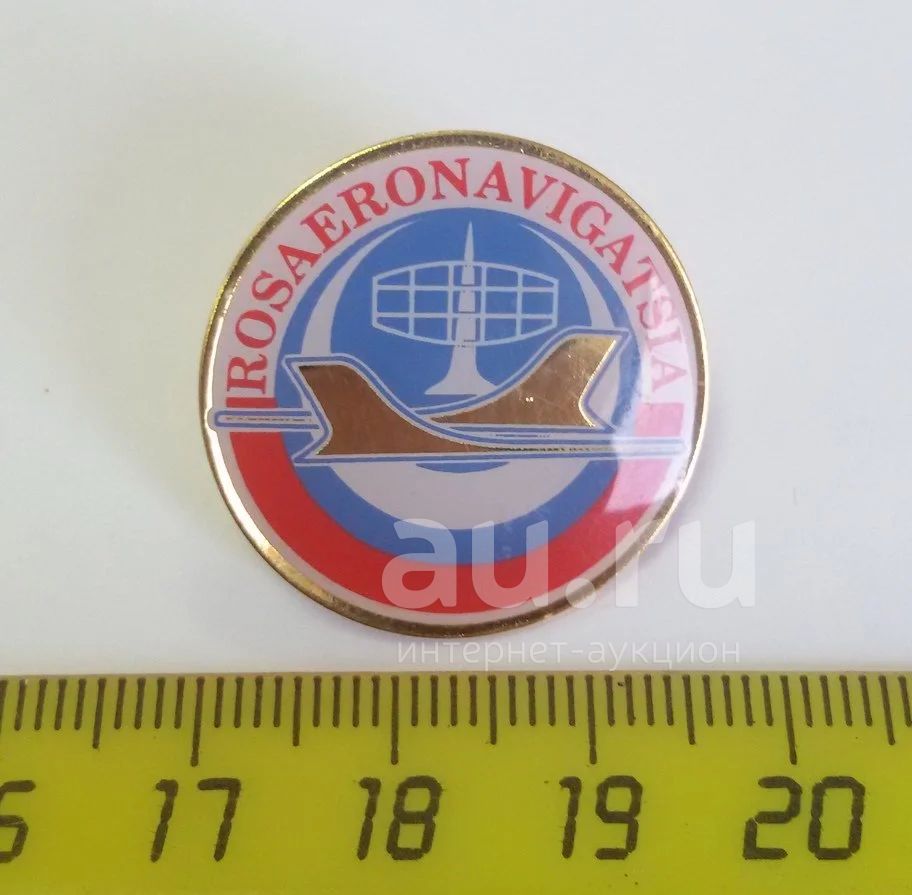 ROSAERONAVIGATSIA
au.ru
интернет-аукцион
6 17 18 19 20